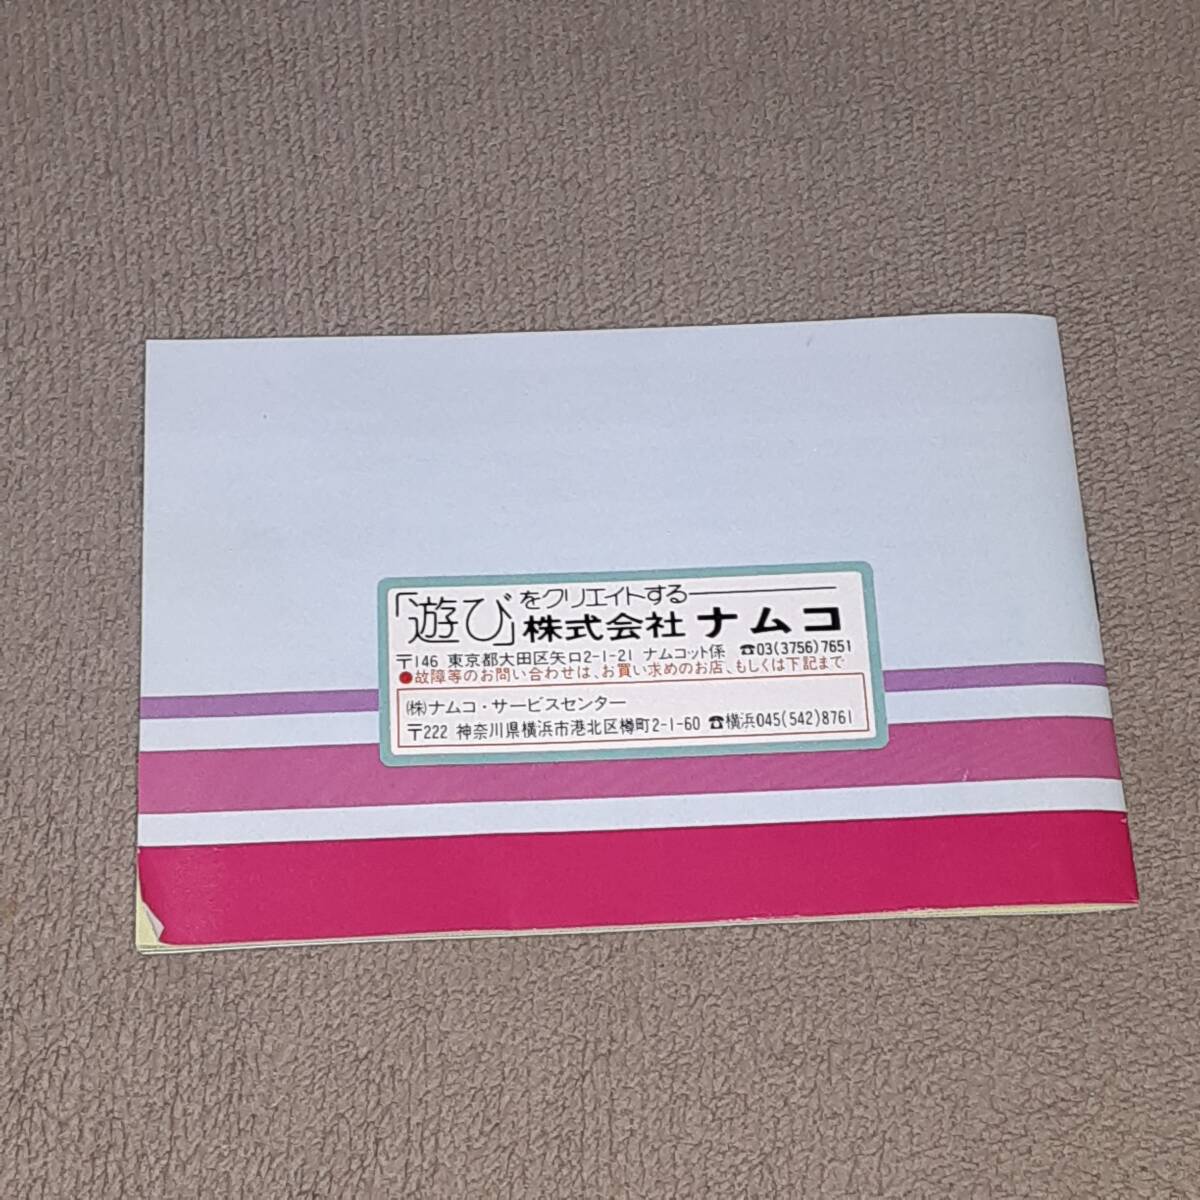 「遊び」をクリエイトする
株式会社 ナムコ
〒146 東京都大田区矢口2-1-21 ナムコット係 ☎03(3756)7651
●故障等のお問い合わせは、お買い求めのお店、もしくは下記まで
㈱ナムコ・サービスセンター
〒222 神奈川県横浜市港北区樽町2-1-60 ☎横浜045(542)8761